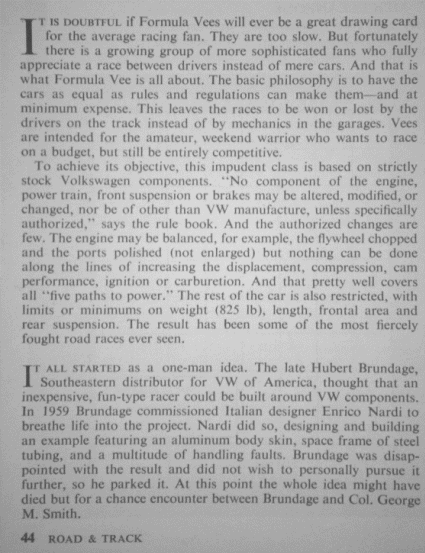 IT IS DOUBTFUL if Formula Vees will ever be a great drawing card
for the average racing fan. They are too slow. But fortunately
there is a growing group of more sophisticated fans who fully
appreciate a race between drivers instead of mere cars. And that is
what Formula Vee is all about. The basic philosophy is to have the
cars as equal as rules and regulations can make them—and at
minimum expense. This leaves the races to be won or lost by the
drivers on the track instead of by mechanics in the garages. Vees
are intended for the amateur, weekend warrior who wants to race
on a budget, but still be entirely competitive.
To achieve its objective, this impudent class is based on strictly
stock Volkswagen components. "No component of the engine,
power train, front suspension or brakes may be altered, modified, or
changed, nor be of other than VW manufacture, unless specifically
authorized," says the rule book. And the authorized changes are
few. The engine may be balanced, for example, the flywheel chopped
and the ports polished (not enlarged) but nothing can be done
along the lines of increasing the displacement, compression, cam
performance, ignition or carburetion. And that pretty well covers
all "five paths to power." The rest of the car is also restricted, with
limits or minimums on weight (825 lb), length, frontal area and
rear suspension. The result has been some of the most fiercely
fought road races ever seen.
IT ALL STARTED as a one-man idea. The late Hubert Brundage,
Southeastern distributor for VW of America, thought that an
inexpensive, fun-type racer could be built around VW components.
In 1959 Brundage commissioned Italian designer Enrico Nardi to
breathe life into the project. Nardi did so, designing and building
an example featuring an aluminum body skin, space frame of steel
tubing, and a multitude of handling faults. Brundage was disap-
pointed with the result and did not wish to personally pursue it
further, so he parked it. At this point the whole idea might have
died but for a chance encounter between Brundage and Col. George
M. Smith.
44 ROAD & TRACK